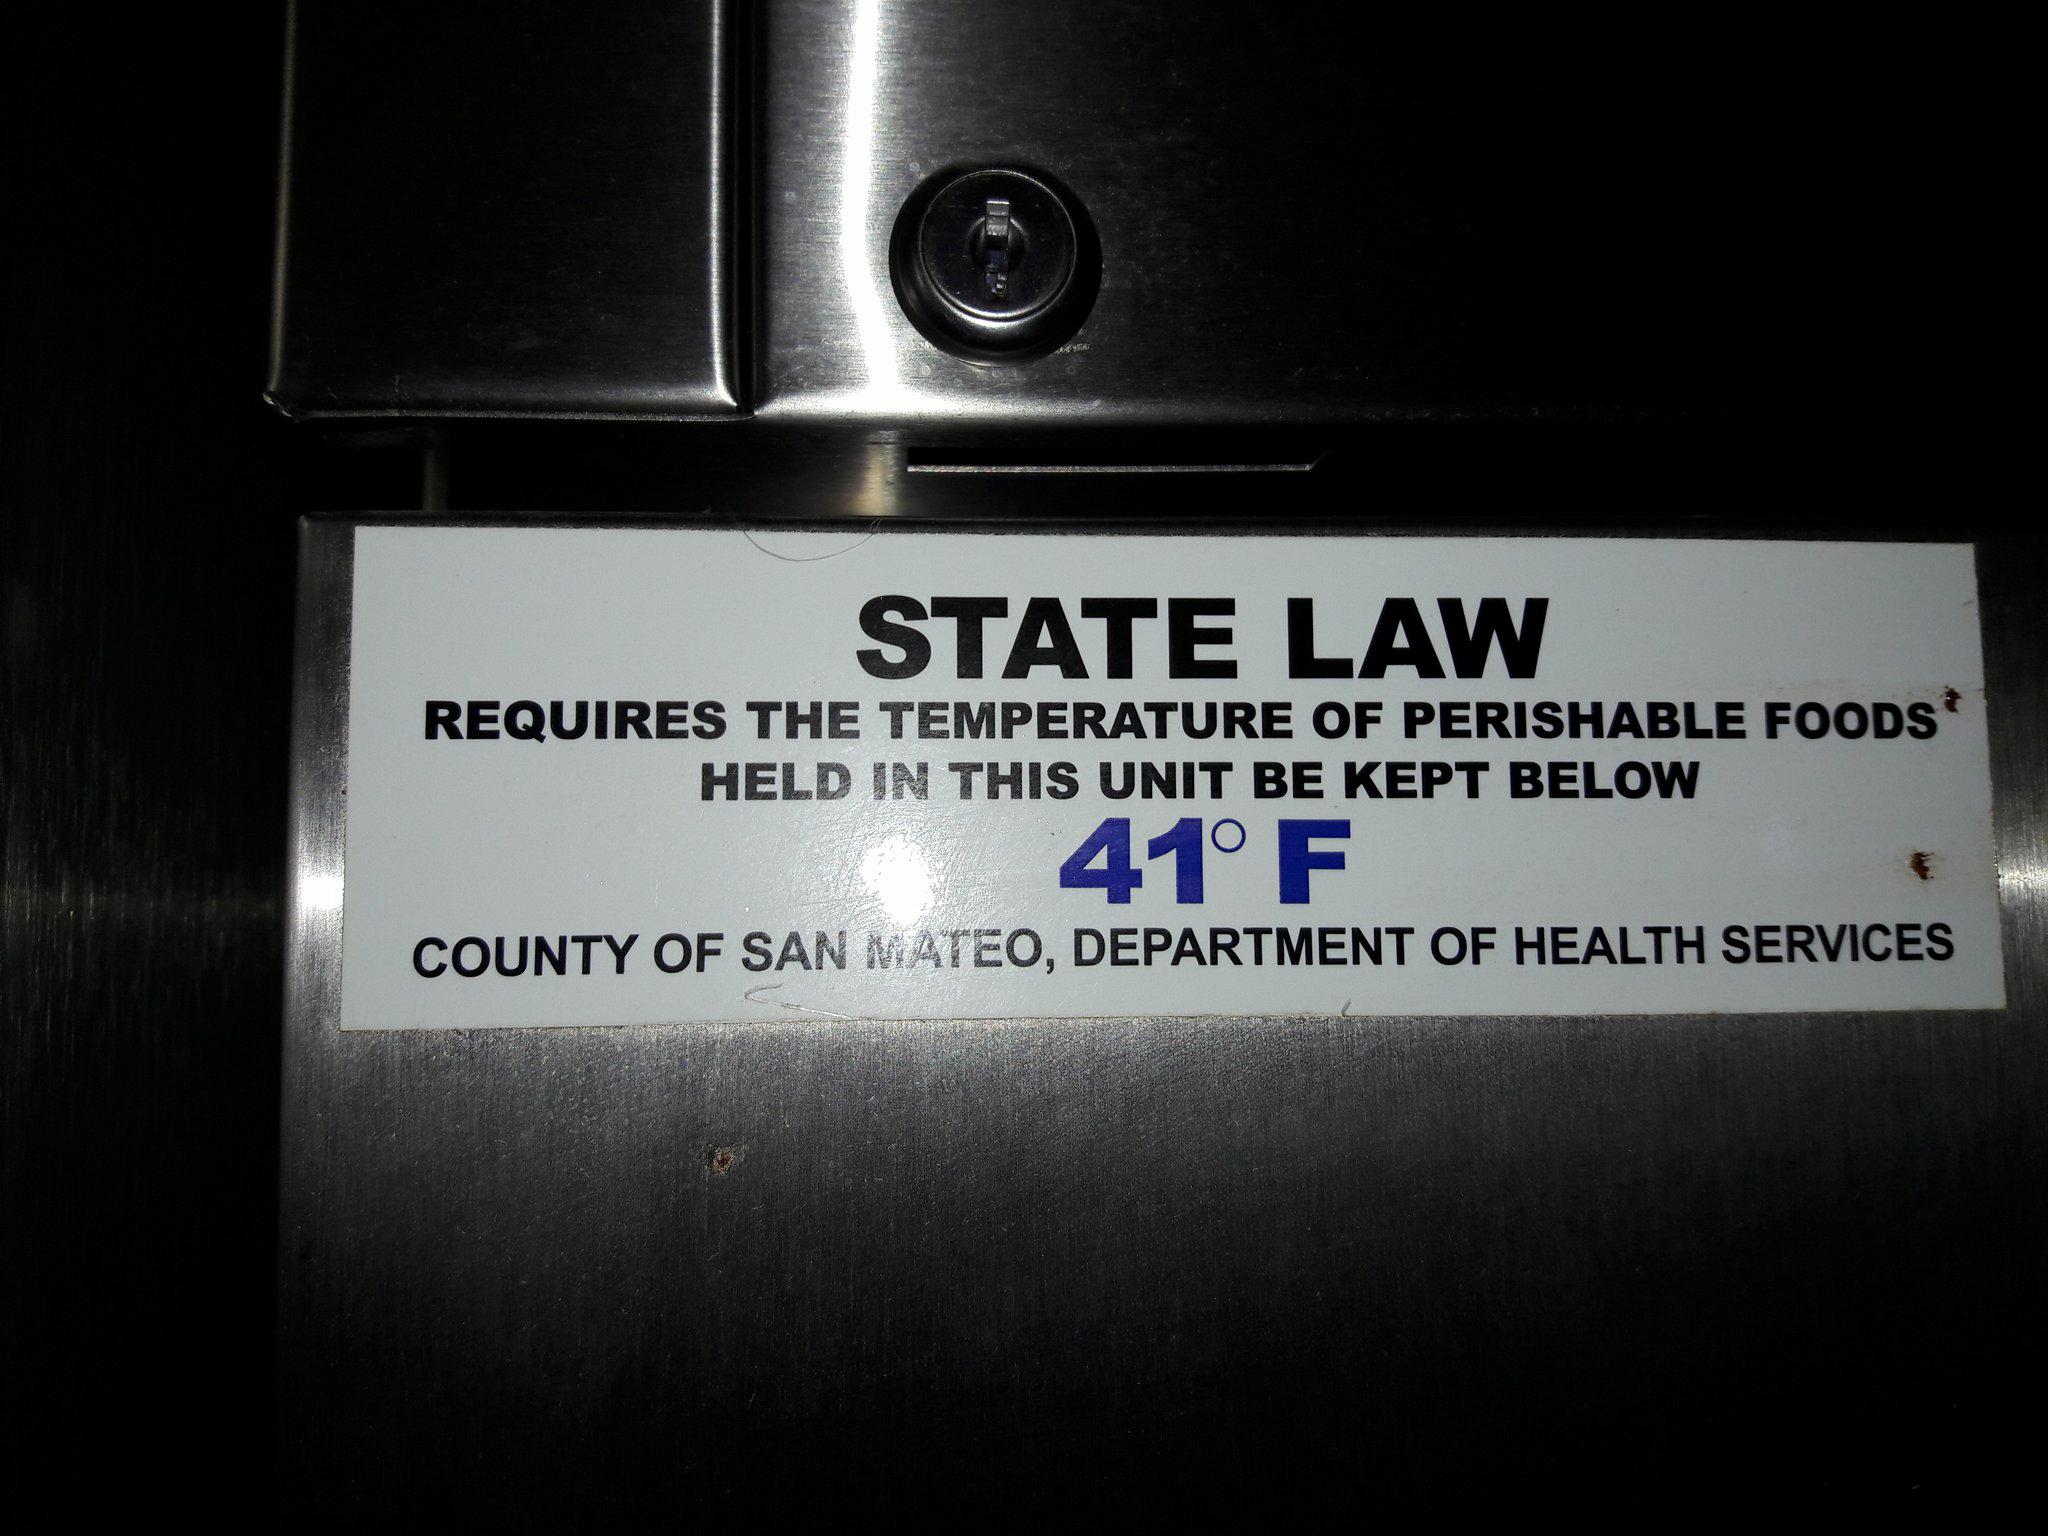 STATE LAW
REQUIRES THE TEMPERATURE OF PERISHABLE FOODS
HELD IN THIS UNIT BE KEPT BELOW
41° F
COUNTY OF SAN MATEO, DEPARTMENT OF HEALTH SERVICES